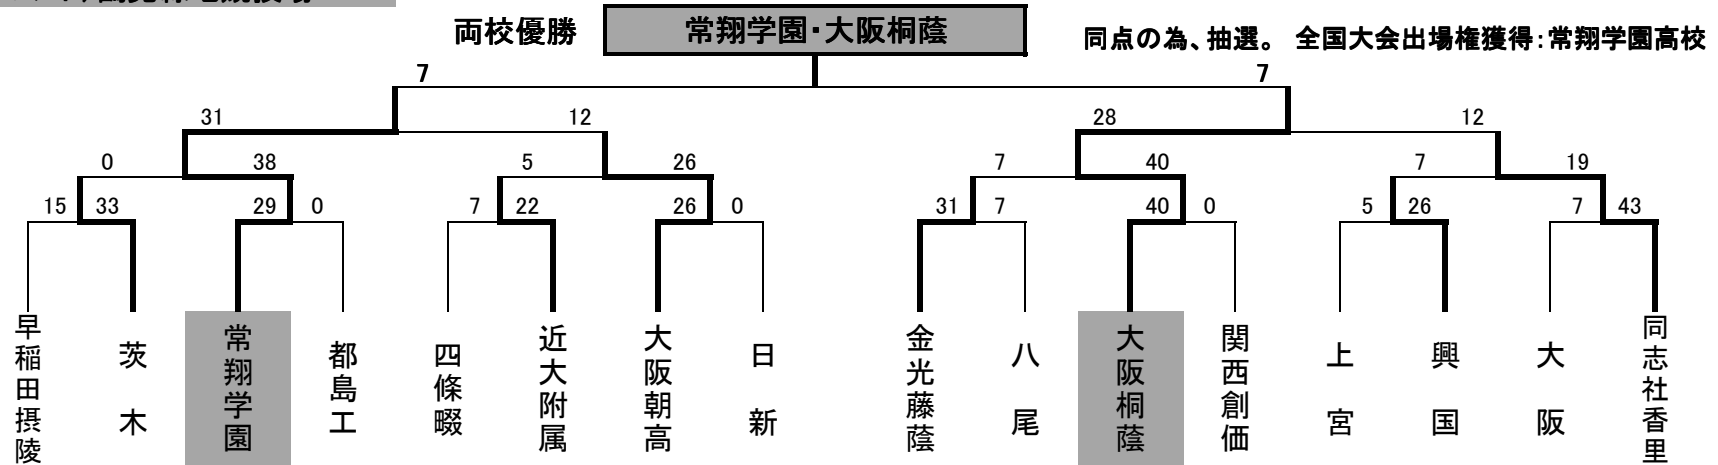 両校優勝 常翔学園・大阪桐蔭 同点の為、抽選。 全国大会出場権獲得：常翔学園高校
7 7
31 12 28 12
0 38 5 26 7 40 7 19
15 33 29 0 7 22 26 0 31 7 40 0 5 26 7 43
早稲田摂陵
茨木
常翔学園
都島工
四條畷
近大附属
大阪朝高
日新
金光藤蔭
八尾
大阪桐蔭
関西創価
上宮
興国
大阪
同志社香里